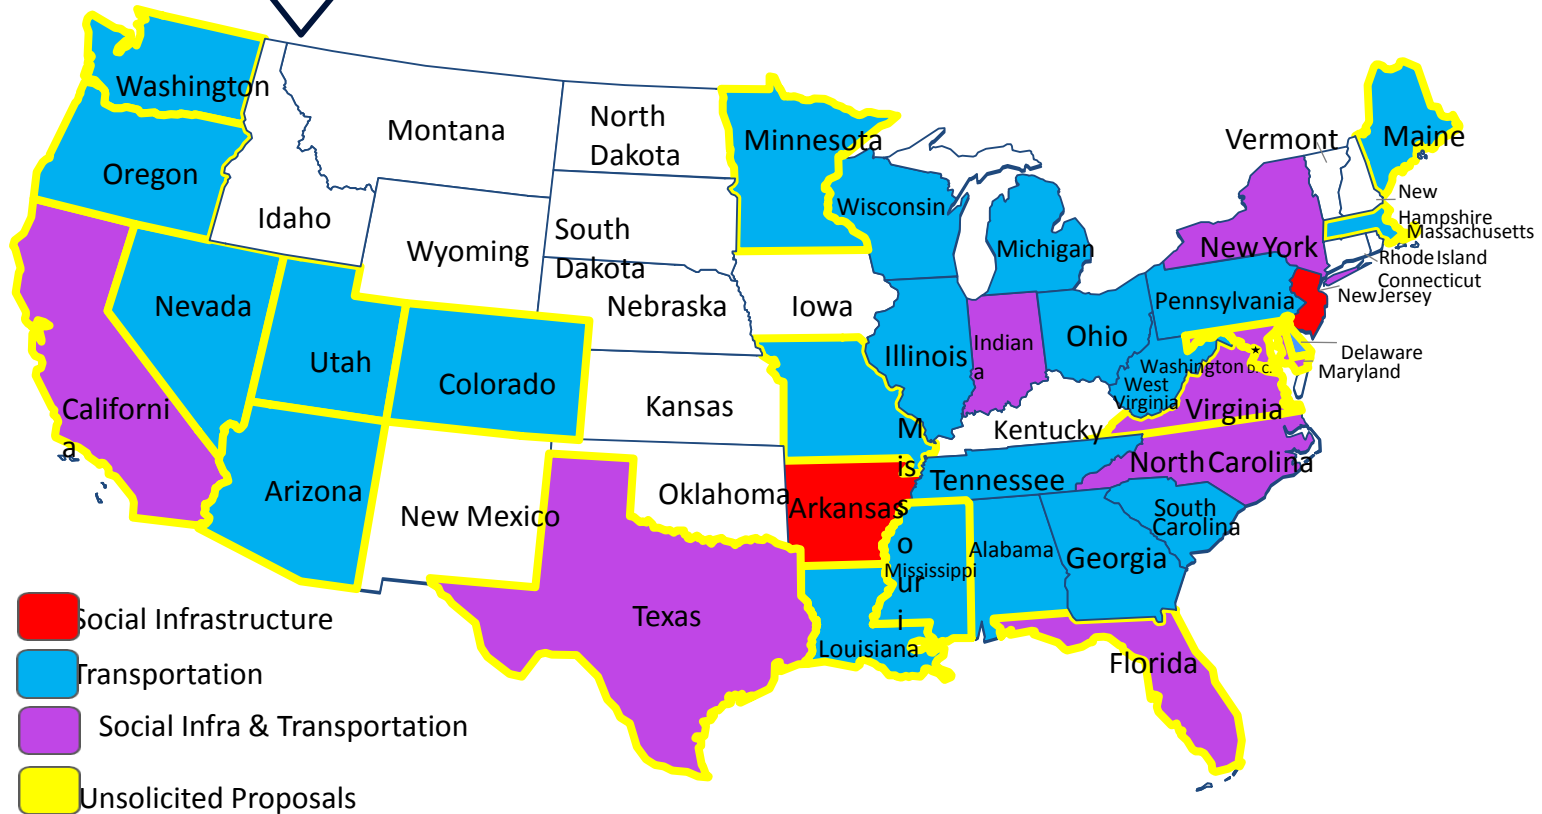 Washington
Montana
North
Dakota
Minnesota
Vermont
Maine
Oregon
Idaho
Wyoming
South
Dakota
Wisconsin
Michigan
New York
New
Hampshire
Massachusetts
Rhode Island
Connecticut
New Jersey
Nevada
Nebraska
Iowa
Pennsylvania
Utah
Colorado
Illinois
Indian
a
Ohio
Delaware
Maryland
Washington D. C.
West
Virginia
Virginia
Californi
a
Kansas
Kentucky
M
is
s
o
ur
i
Arizona
New Mexico
Oklahoma
Arkansas
Tennessee
North Carolina
South
Carolina
Mississippi
Alabama
Georgia
Texas
Louisiana
Florida
Social Infrastructure
Transportation
Social Infra & Transportation
Unsolicited Proposals